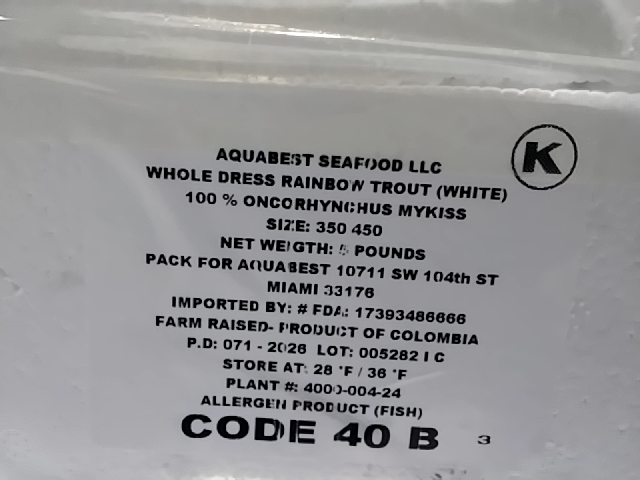 K
AQUABEST SEAFOOD LLC
WHOLE DRESS RAINBOW TROUT (WHITE)
100 % ONCORHYNCHUS MYKISS
SIZE: 350 450
NET WEIGTH: 5 POUNDS
PACK FOR AQUABEST 10711 SW 104th ST
MIAMI 33176
IMPORTED BY: # FDA: 17393486666
FARM RAISED- PRODUCT OF COLOMBIA
P.D: 071 - 2026 LOT: 005282 I C
STORE AT: 28 °F / 36 °F
PLANT #: 4000-004-24
ALLERGEN PRODUCT (FISH)
CODE 40 B 3